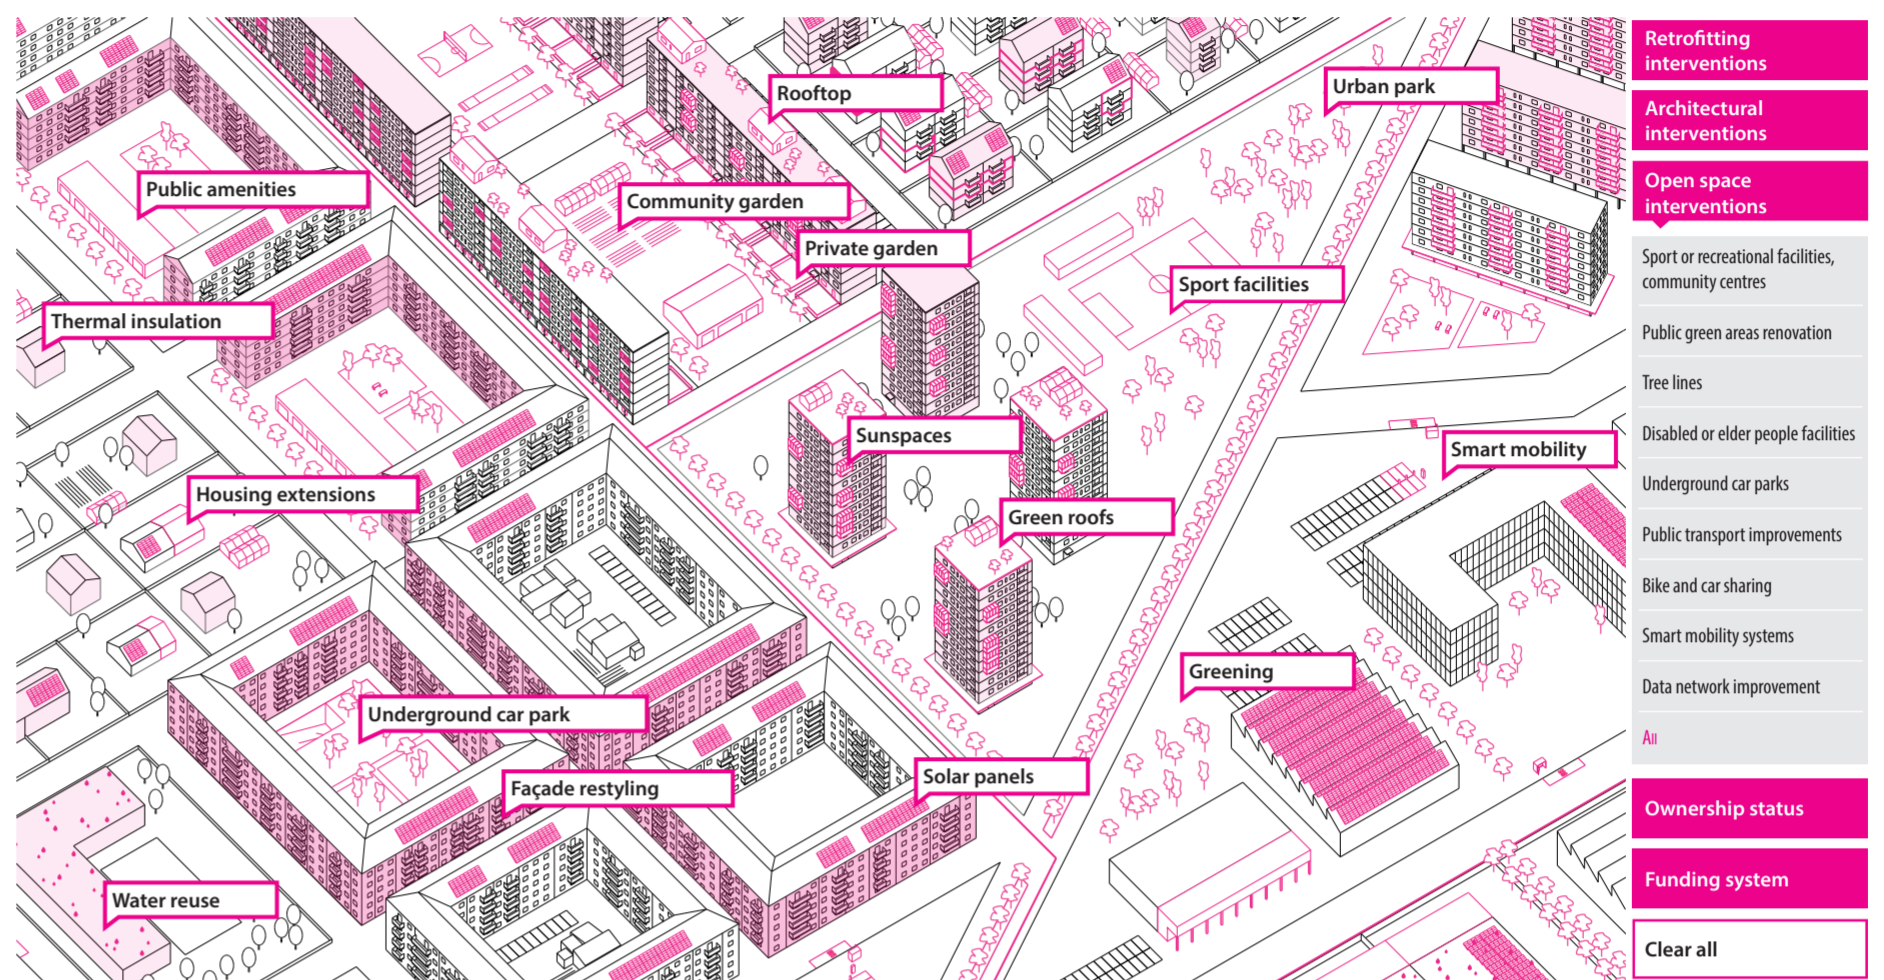 Rooftop
Urban park
Public amenities
Community garden
Private garden
Sport facilities
Thermal insulation
Sunspaces
Smart mobility
Housing extensions
Green roofs
Greening
Underground car park
Solar panels
Façade restyling
Water reuse
Retrofitting
interventions
Architectural
interventions
Open space
interventions
Sport or recreational facilities,
community centres
Public green areas renovation
Tree lines
Disabled or elder people facilities
Underground car parks
Public transport improvements
Bike and car sharing
Smart mobility systems
Data network improvement
All
Ownership status
Funding system
Clear all